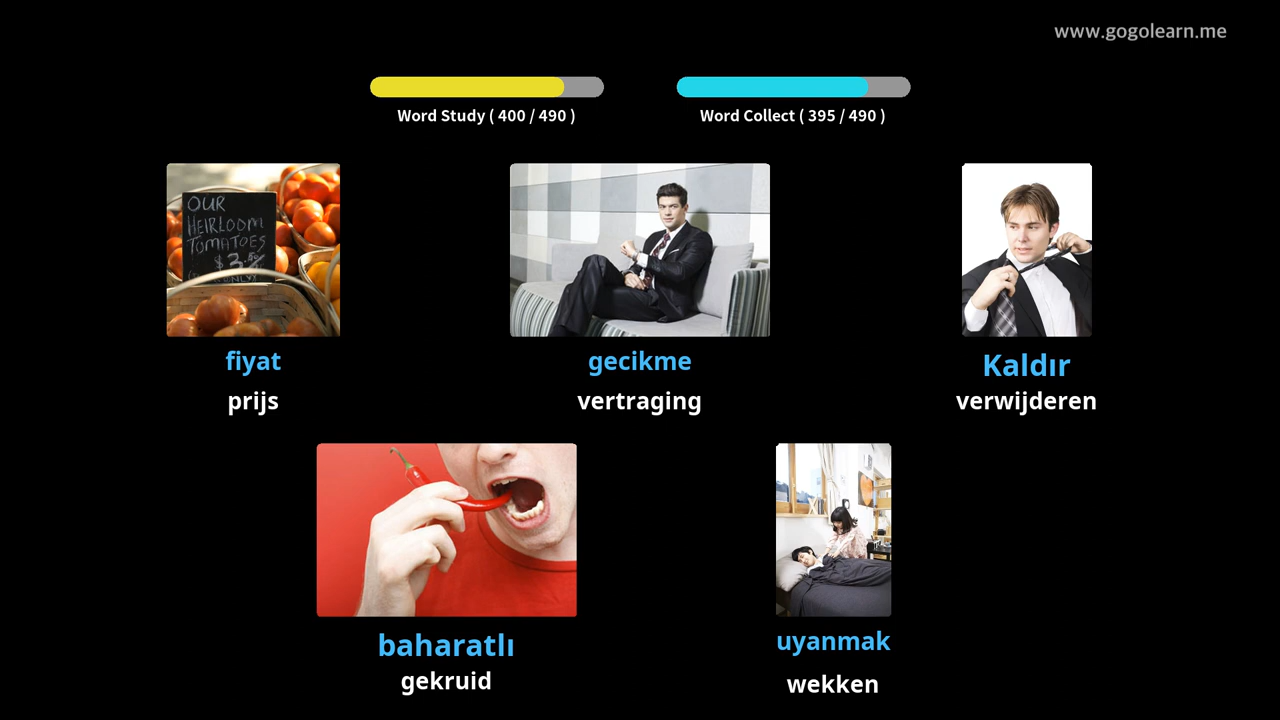 www.gogolearn.me
Word Study ( 400 / 490 )
Word Collect ( 395 / 490 )
OUR
HEIRLOOM
TOMATOES
fiyat
gecikme
Kaldır
prijs
vertraging
verwijderen
baharatlı
uyanmak
gekruid
wekken